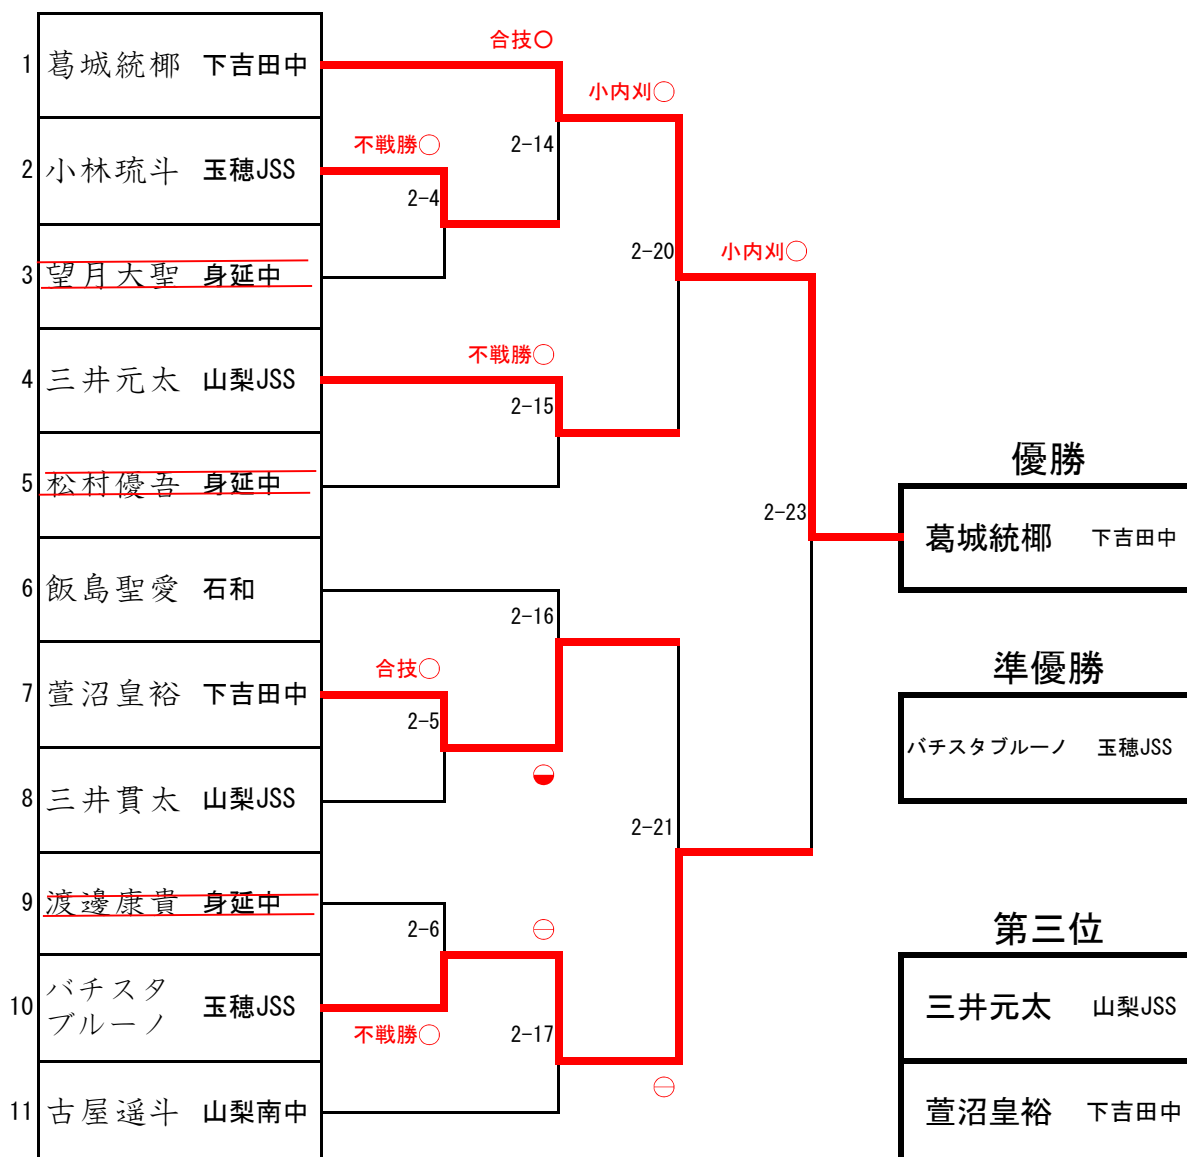 合技○
1 葛城統椰 下吉田中
小内刈○
不戦勝○
2-14
2 小林琉斗 玉穂JSS
2-4
2-20
小内刈○
3 望月大聖 身延中
不戦勝○
4 三井元太 山梨JSS
2-15
優勝
5 松村優吾 身延中
2-23
葛城統椰 下吉田中
6 飯島聖愛 石和
2-16
準優勝
合技○
7 萱沼皇裕 下吉田中
2-5
バチスタブルーノ 玉穂JSS
8 三井貫太 山梨JSS
2-21
9 渡邊康貴 身延中
2-6
第三位
バチスタ
10 玉穂JSS
ブルーノ
三井元太 山梨JSS
不戦勝○
2-17
11 古屋遥斗 山梨南中
萱沼皇裕 下吉田中